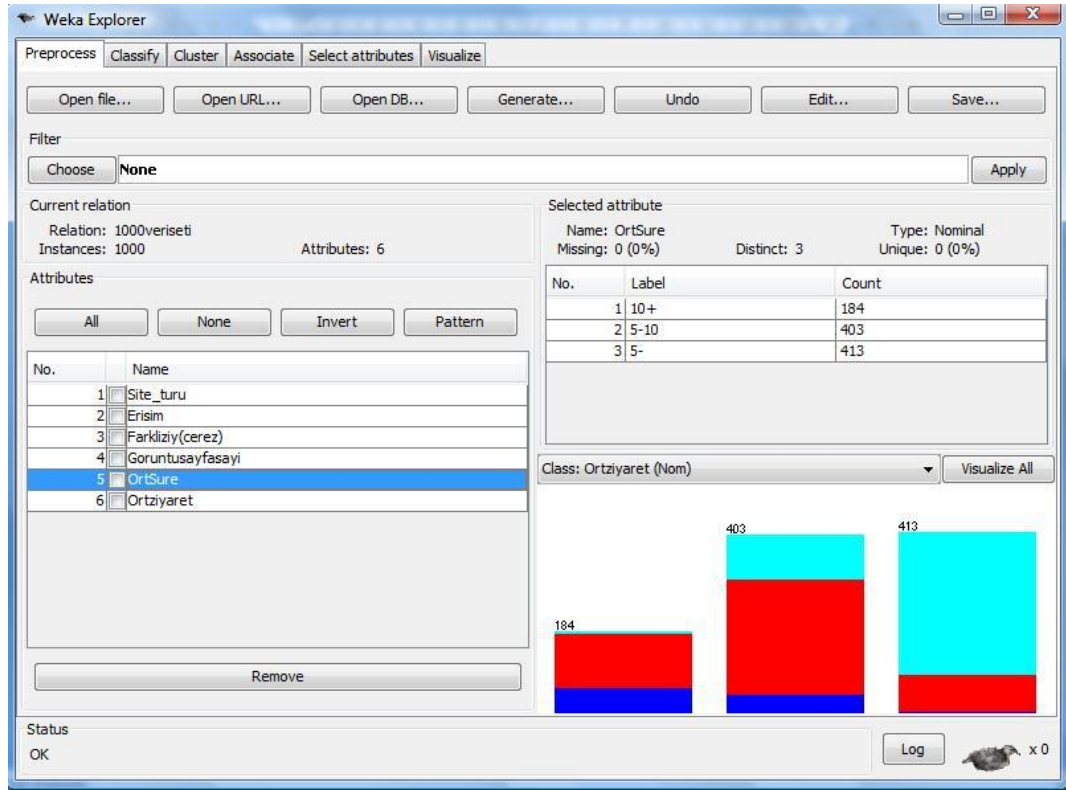 Weka Explorer
Preprocess Classify Cluster Associate Select attributes Visualize
Open file... Open URL... Open DB... Generate... Undo Edit... Save...
Filter
Choose None Apply
Current relation
Relation: 1000veriseti
Instances: 1000 Attributes: 6
Attributes
All None Invert Pattern
No. Name
1 Site_turu
2 Erisim
3 Farkliziy(cerez)
4 Goruntusayfasayi
5 OrtSure
6 Ortziyaret
Remove
Selected attribute
Name: OrtSure Type: Nominal
Missing: 0 (0%) Distinct: 3 Unique: 0 (0%)
No. Label Count
1 10+ 184
2 5-10 403
3 5- 413
Class: Ortziyaret (Nom) Visualize All
184
403
413
Status
OK
Log x 0